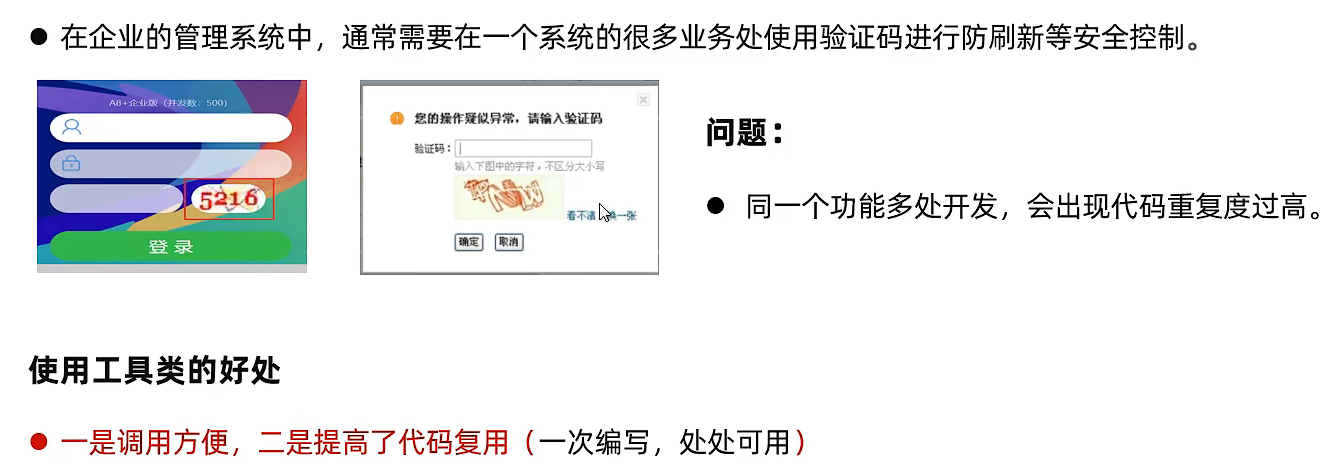 在企业的管理系统中，通常需要在一个系统的很多业务处使用验证码进行防刷新等安全控制。
A8+企业版（并发数：500）
5216
登录
您的操作疑似异常，请输入验证码
验证码：
输入下图中的字符，不区分大小写
看不清
换一张
确定 取消
问题：
同一个功能多处开发，会出现代码重复度过高。
使用工具类的好处
一是调用方便，二是提高了代码复用（一次编写，处处可用）